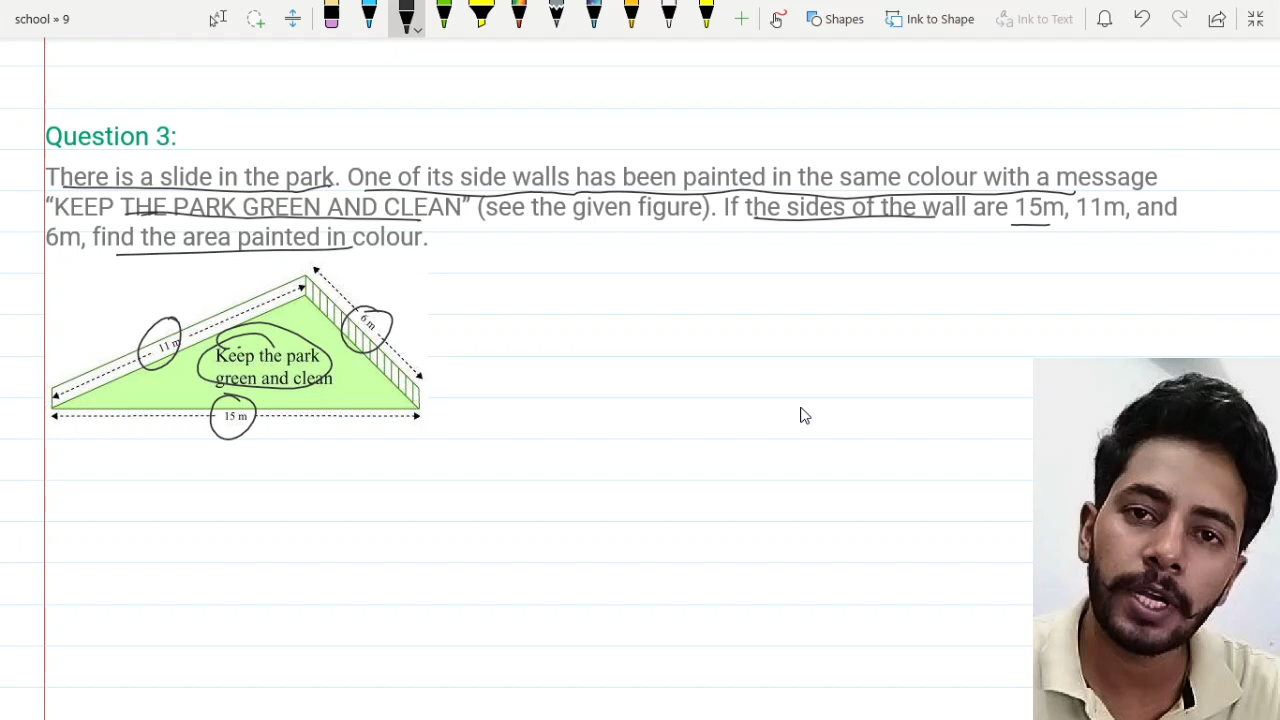 school » 9
Shapes
Ink to Shape
Ink to Text
Question 3:
There is a slide in the park. One of its side walls has been painted in the same colour with a message
“KEEP THE PARK GREEN AND CLEAN” (see the given figure). If the sides of the wall are 15m, 11m, and
6m, find the area painted in colour.
11 m
6 m
Keep the park
green and clean
15 m